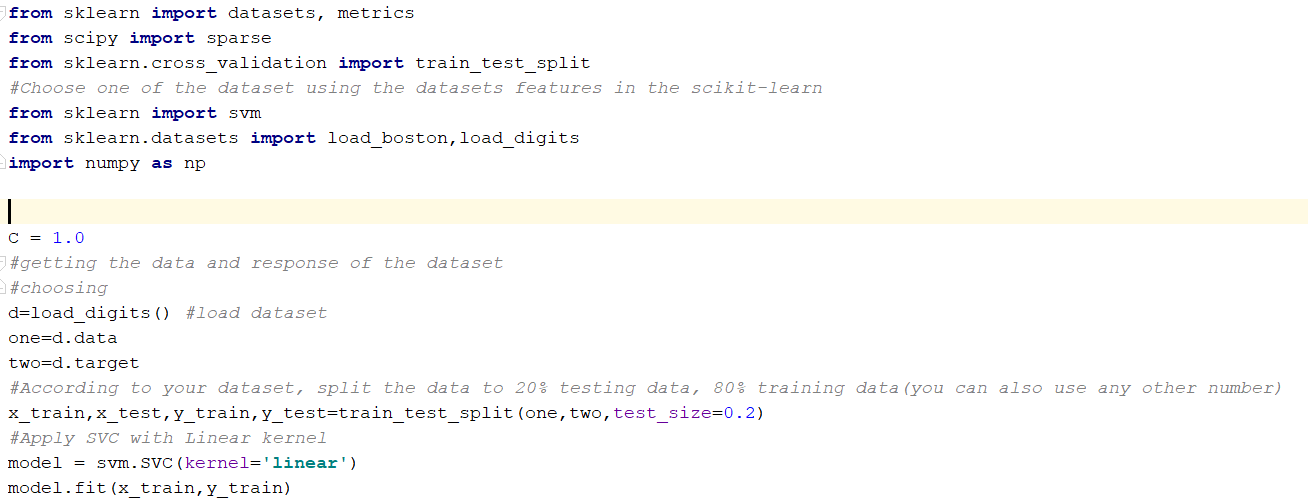 from sklearn import datasets, metrics
from scipy import sparse
from sklearn.cross_validation import train_test_split
#Choose one of the dataset using the datasets features in the scikit-learn
from sklearn import svm
from sklearn.datasets import load_boston,load_digits
import numpy as np
C = 1.0
#getting the data and response of the dataset
#choosing
d=load_digits() #load dataset
one=d.data
two=d.target
#According to your dataset, split the data to 20% testing data, 80% training data(you can also use any other number)
x_train,x_test,y_train,y_test=train_test_split(one,two,test_size=0.2)
#Apply SVC with Linear kernel
model = svm.SVC(kernel='linear')
model.fit(x_train,y_train)